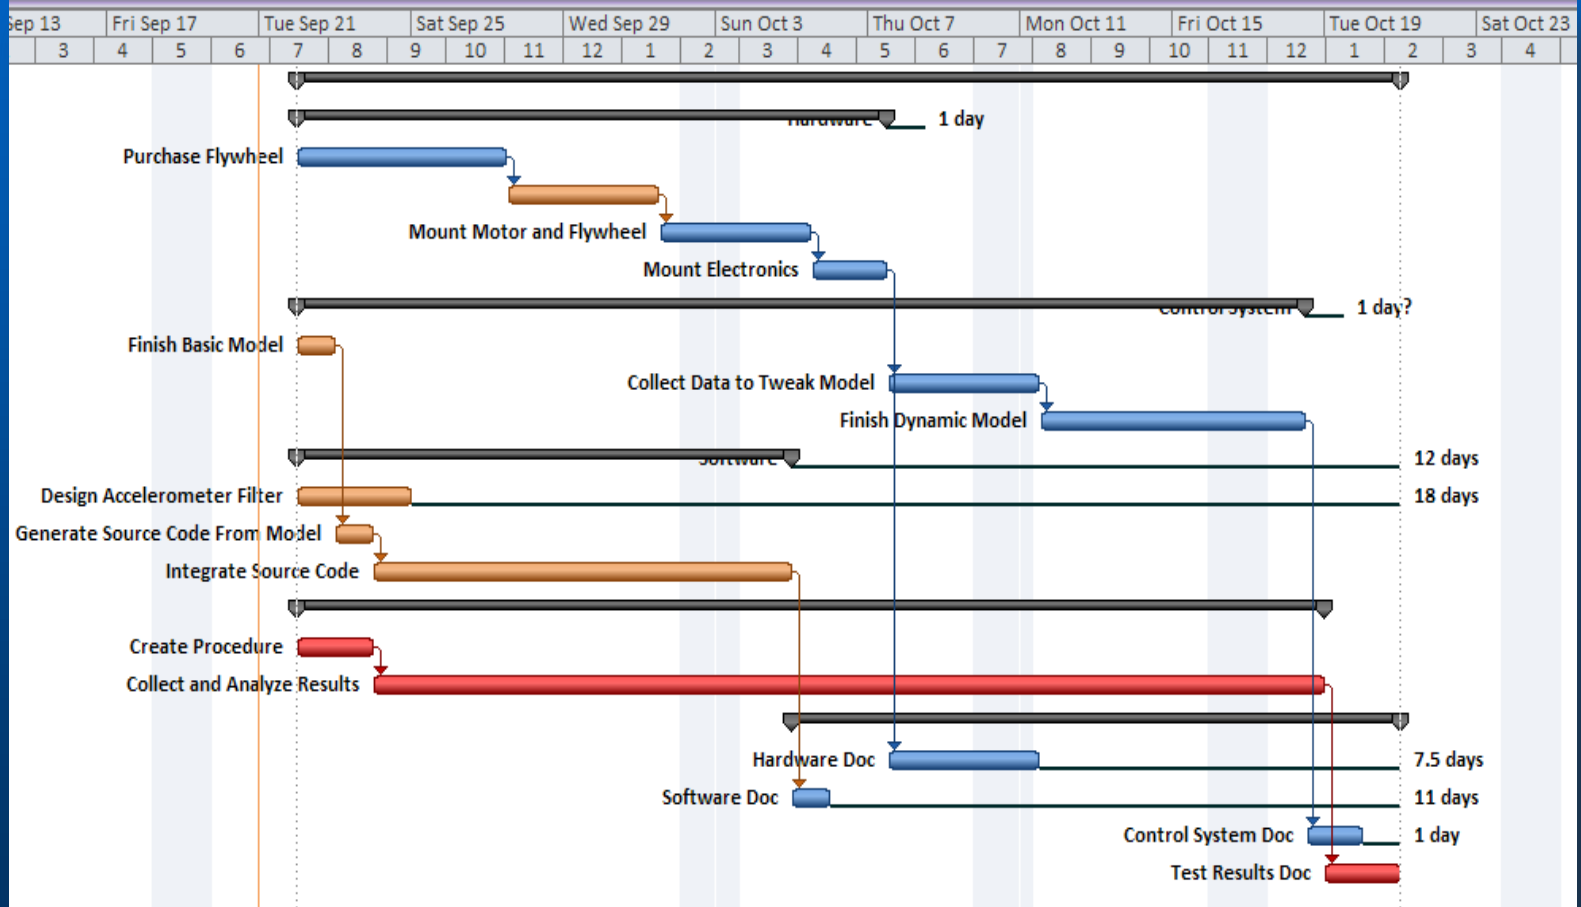 Sep 13 Fri Sep 17 Tue Sep 21 Sat Sep 25 Wed Sep 29 Sun Oct 3 Thu Oct 7 Mon Oct 11 Fri Oct 15 Tue Oct 19 Sat Oct 23
3 4 5 6 7 8 9 10 11 12 1 2 3 4 5 6 7 8 9 10 11 12 1 2 3 4
Hardware 1 day
Purchase Flywheel
Mount Motor and Flywheel
Mount Electronics
Control System 1 day?
Finish Basic Model
Collect Data to Tweak Model
Finish Dynamic Model
Software 12 days
Design Accelerometer Filter 18 days
Generate Source Code From Model
Integrate Source Code
Create Procedure
Collect and Analyze Results
Hardware Doc 7.5 days
Software Doc 11 days
Control System Doc 1 day
Test Results Doc